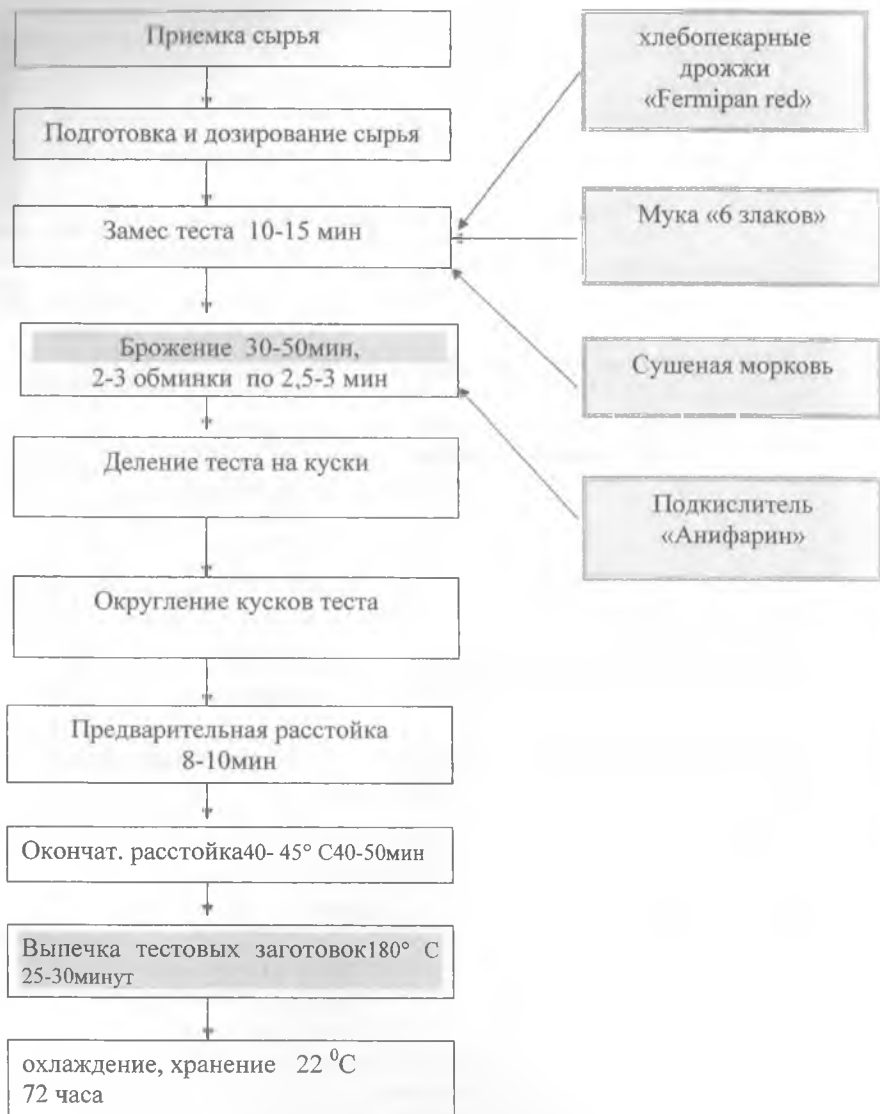 Приемка сырья
Подготовка и дозирование сырья
Замес теста 10-15 мин
Брожение 30-50мин,
2-3 обминки по 2,5-3 мин
Деление теста на куски
Округление кусков теста
Предварительная расстойка
8-10мин
Окончат. расстойка40- 45° С40-50мин
Выпечка тестовых заготовок180° С
25-30минут
охлаждение, хранение 22 ⁰С
72 часа
хлебопекарные
дрожжи
«Fermipan red»
Мука «6 злаков»
Сушеная морковь
Подкислитель
«Анифарин»